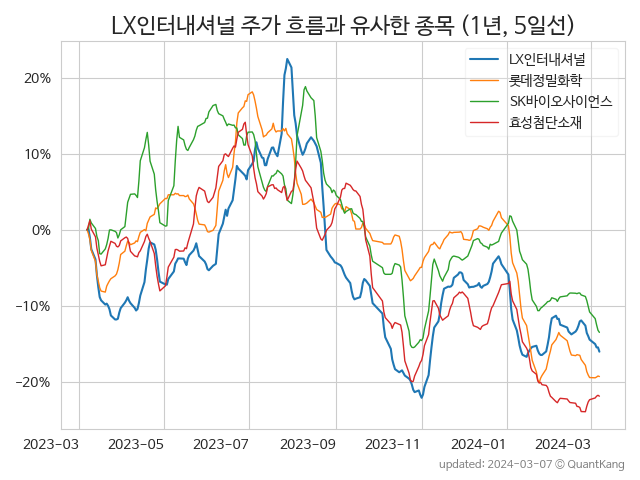 LX인터내셔널 주가 흐름과 유사한 종목 (1년, 5일선)
LX인터내셔널
롯데정밀화학
SK바이오사이언스
효성첨단소재
20%
10%
0%
−10%
−20%
2023-03
2023-05
2023-07
2023-09
2023-11
2024-01
2024-03
updated: 2024-03-07 © QuantKang